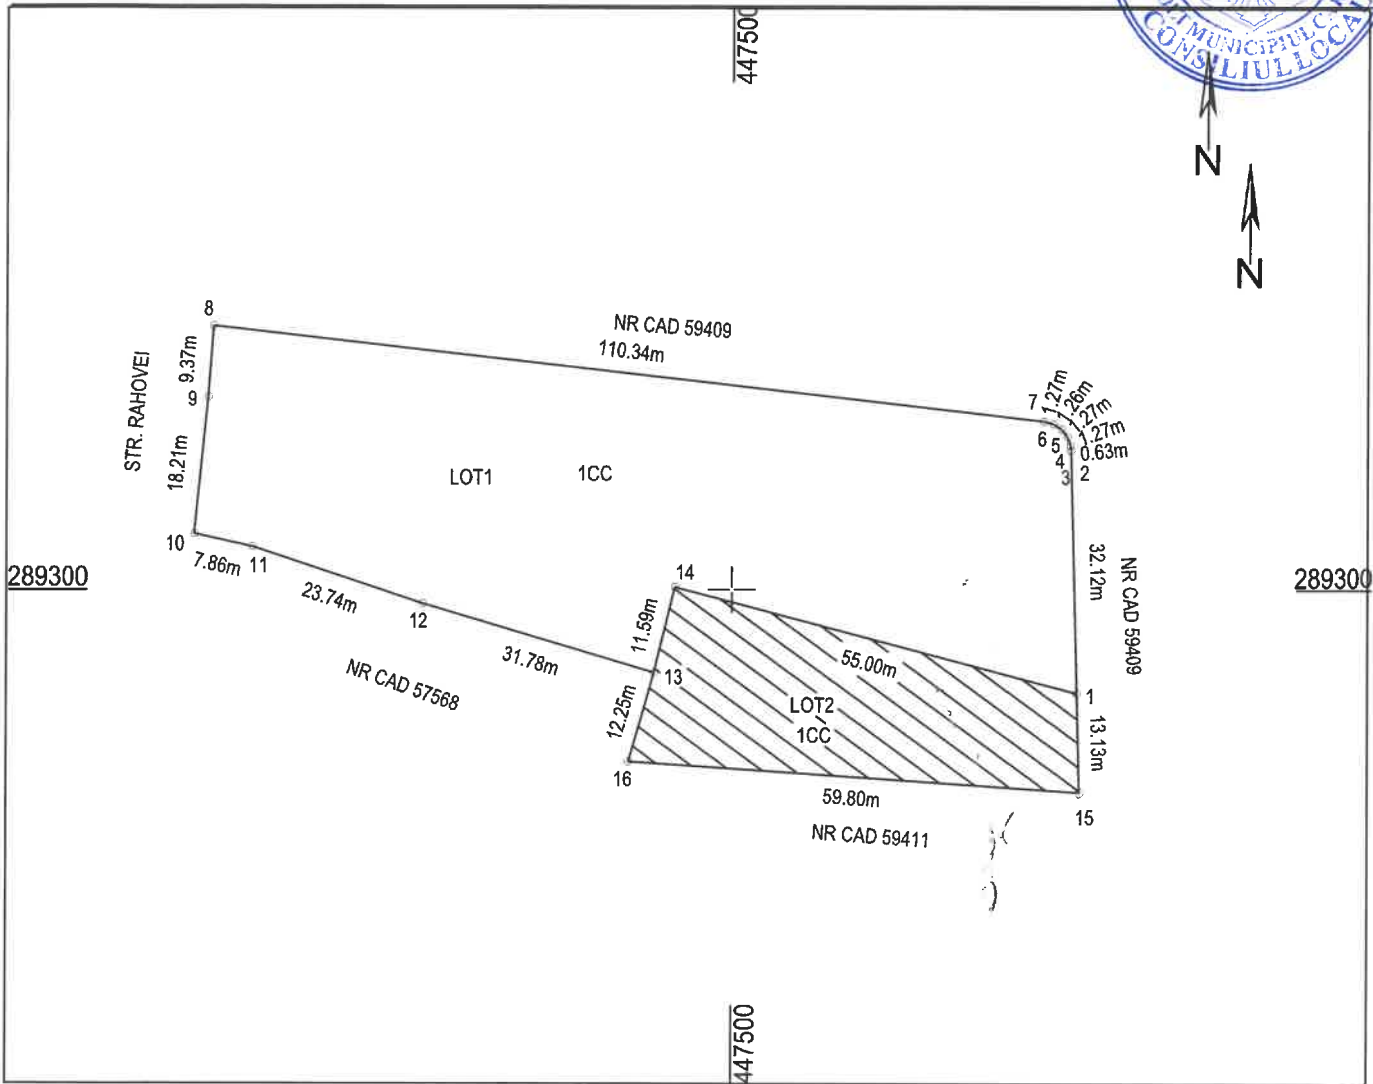 447500
MUNICIPIUL
CONSILIUL LOCAL
N
N
8
NR CAD 59409
110.34m
STR. RAHOVEI
9.37m
9
18.21m
7
1.27m
1.26m
1.27m
1.27m
0.63m
6
5
4
3
2
LOT1
1CC
10
7.86m
11
289300
289300
23.74m
12
31.78m
NR CAD 57568
14
11.59m
13
12.25m
16
55.00m
LOT2
1CC
32.12m
NR CAD 59409
1
13.13m
59.80m
15
NR CAD 59411
447500